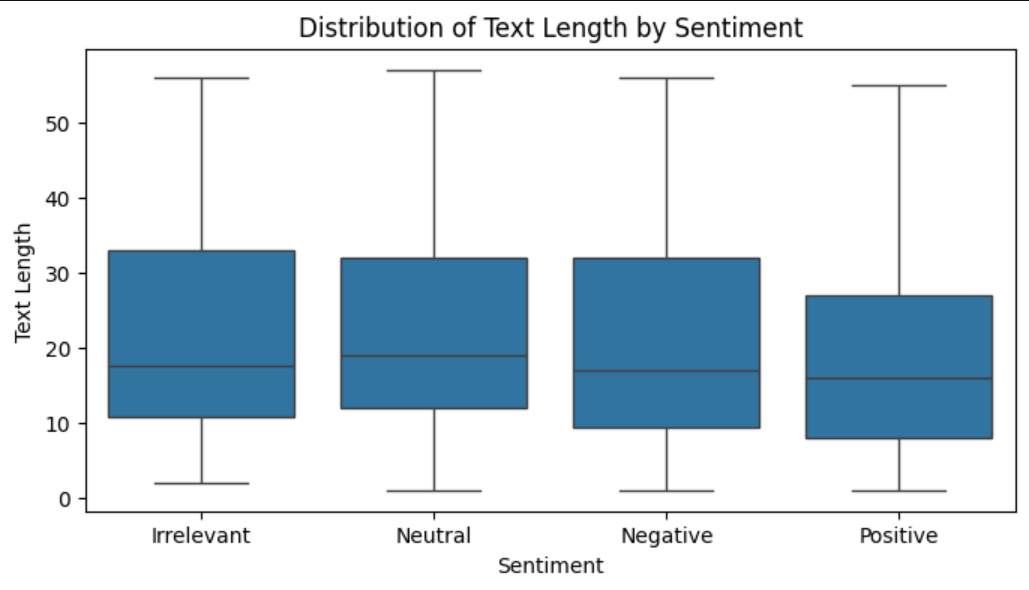 Distribution of Text Length by Sentiment
Text Length
50
40
30
20
10
0
Irrelevant Neutral Negative Positive
Sentiment